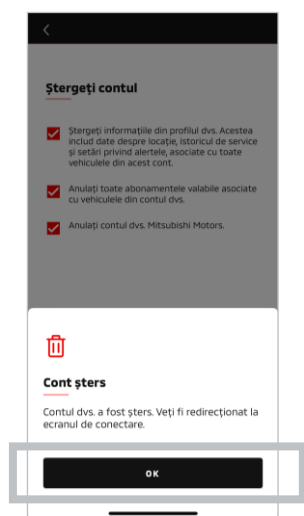 Ștergeți contul
Ștergeți informațiile din profilul dvs. Acestea
includ date despre locație, istoricul de service
și setări privind alertele, asociate cu toate
vehiculele din acest cont.
Anulați toate abonamentele valabile asociate
cu vehiculele din contul dvs.
Anulați contul dvs. Mitsubishi Motors.
Cont șters
Contul dvs. a fost șters. Veți fi redirecționat la
ecranul de conectare.
OK